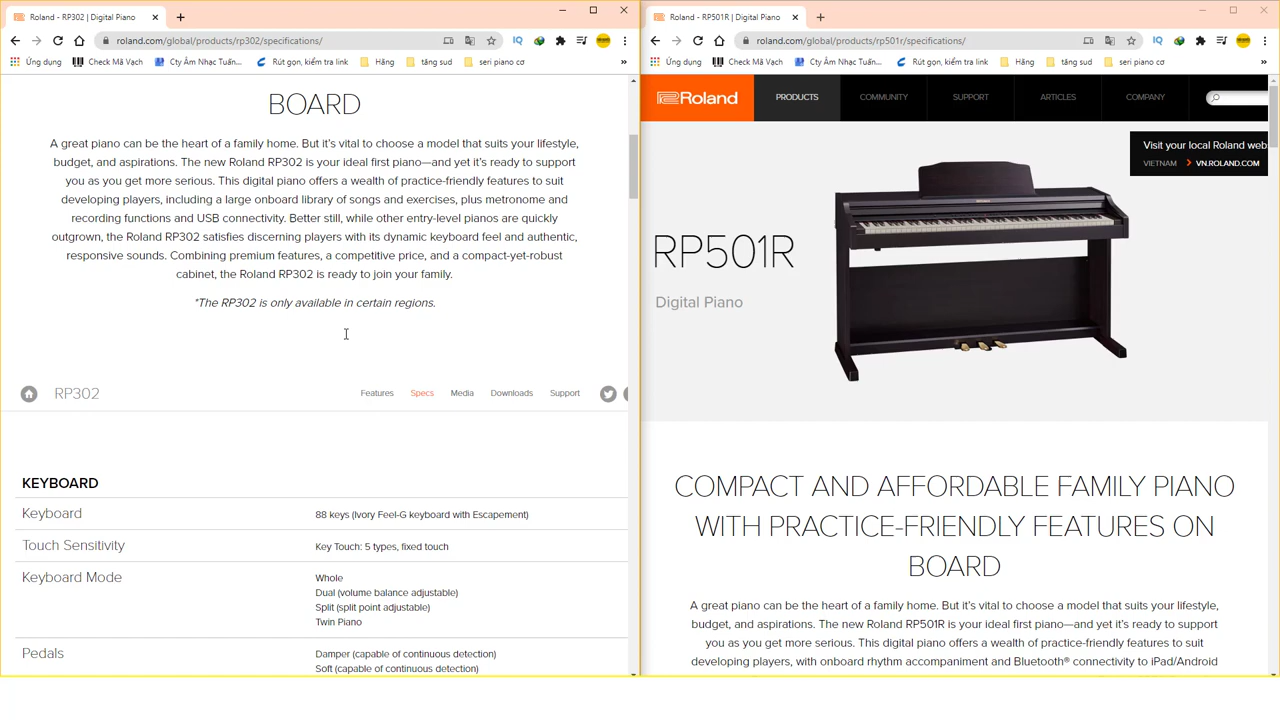 Roland - RP302 | Digital Piano
roland.com/global/products/rp302/specifications/
IQ
Ứng dụng
Check Mã Vạch
Cty Âm Nhạc Tuấn...
Rút gọn, kiểm tra link
Hãng
tăng sud
»
BOARD
A great piano can be the heart of a family home. But it's vital to choose a model that suits your lifestyle,
budget, and aspirations. The new Roland RP302 is your ideal first piano—and yet it's ready to support
you as you get more serious. This digital piano offers a wealth of practice-friendly features to suit
developing players, including a large onboard library of songs and exercises, plus metronome and
recording functions and USB connectivity. Better still, while other entry-level pianos are quickly
outgrown, the Roland RP302 satisfies discerning players with its dynamic keyboard feel and authentic,
responsive sounds. Combining premium features, a competitive price, and a compact-yet-robust
cabinet, the Roland RP302 is ready to join your family.
*The RP302 is only available in certain regions.
RP302
Features
Specs
Media
Downloads
Support
KEYBOARD
Keyboard
88 keys (Ivory Feel-G keyboard with Escapement)
Touch Sensitivity
Key Touch: 5 types, fixed touch
Keyboard Mode
Whole
Dual (volume balance adjustable)
Split (split point adjustable)
Twin Piano
Pedals
Damper (capable of continuous detection)
Soft (capable of continuous detection)
Roland - RP501R | Digital Piano
roland.com/global/products/rp501r/specifications/
IQ
Ứng dụng
Check Mã Vạch
Cty Âm Nhạc Tuấn...
Rút gọn, kiểm tra link
Hãng
tăng sud
seri piano cơ
»
Roland
PRODUCTS
COMMUNITY
SUPPORT
ARTICLES
COMPANY
Visit your local Roland web
VIETNAM
VN.ROLAND.COM
RP501R
Digital Piano
COMPACT AND AFFORDABLE FAMILY PIANO
WITH PRACTICE-FRIENDLY FEATURES ON
BOARD
A great piano can be the heart of a family home. But it's vital to choose a model that suits your lifestyle,
budget, and aspirations. The new Roland RP501R is your ideal first piano—and yet it's ready to support
you as you get more serious. This digital piano offers a wealth of practice-friendly features to suit
developing players, with onboard rhythm accompaniment and Bluetooth® connectivity to iPad/Android